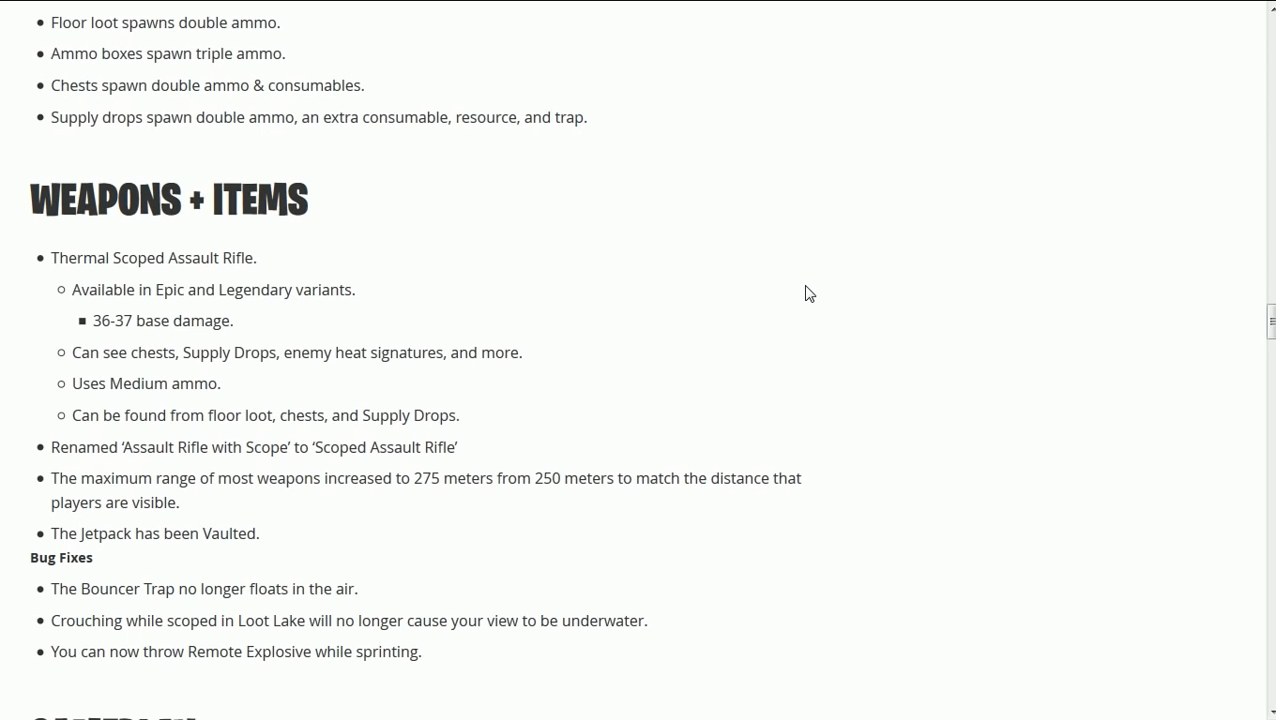 Floor loot spawns double ammo.
Ammo boxes spawn triple ammo.
Chests spawn double ammo & consumables.
Supply drops spawn double ammo, an extra consumable, resource, and trap.
WEAPONS + ITEMS
Thermal Scoped Assault Rifle.
Available in Epic and Legendary variants.
36-37 base damage.
Can see chests, Supply Drops, enemy heat signatures, and more.
Uses Medium ammo.
Can be found from floor loot, chests, and Supply Drops.
Renamed ‘Assault Rifle with Scope’ to ‘Scoped Assault Rifle’
The maximum range of most weapons increased to 275 meters from 250 meters to match the distance that
players are visible.
The Jetpack has been Vaulted.
Bug Fixes
The Bouncer Trap no longer floats in the air.
Crouching while scoped in Loot Lake will no longer cause your view to be underwater.
You can now throw Remote Explosive while sprinting.